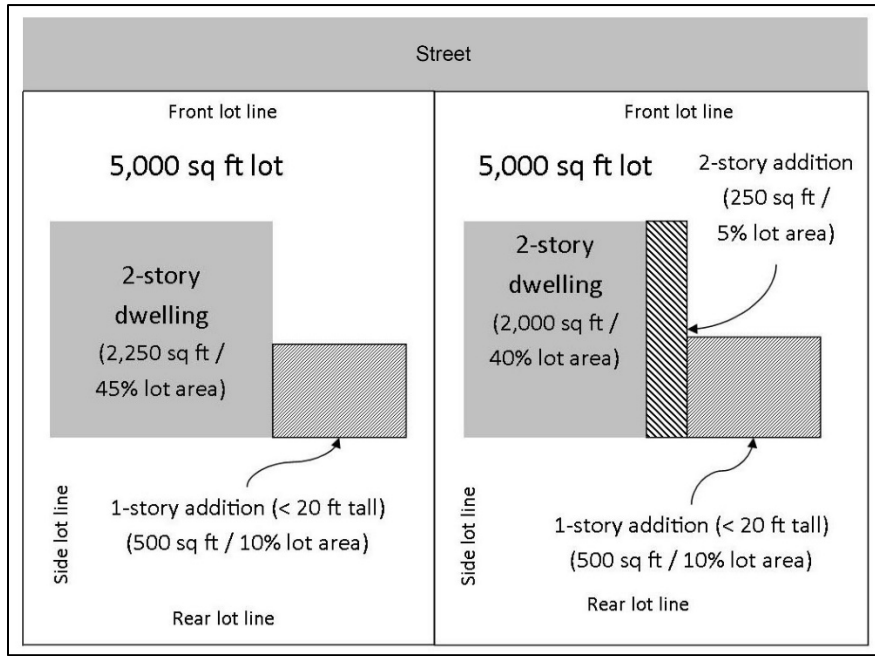 Street
Front lot line
5,000 sq ft lot
2-story
dwelling
(2,250 sq ft /
45% lot area)
1-story addition (< 20 ft tall)
(500 sq ft / 10% lot area)
Side lot line
Rear lot line
Front lot line
5,000 sq ft lot
2-story addition
(250 sq ft /
5% lot area)
2-story
dwelling
(2,000 sq ft /
40% lot area)
1-story addition (< 20 ft tall)
(500 sq ft / 10% lot area)
Side lot line
Rear lot line